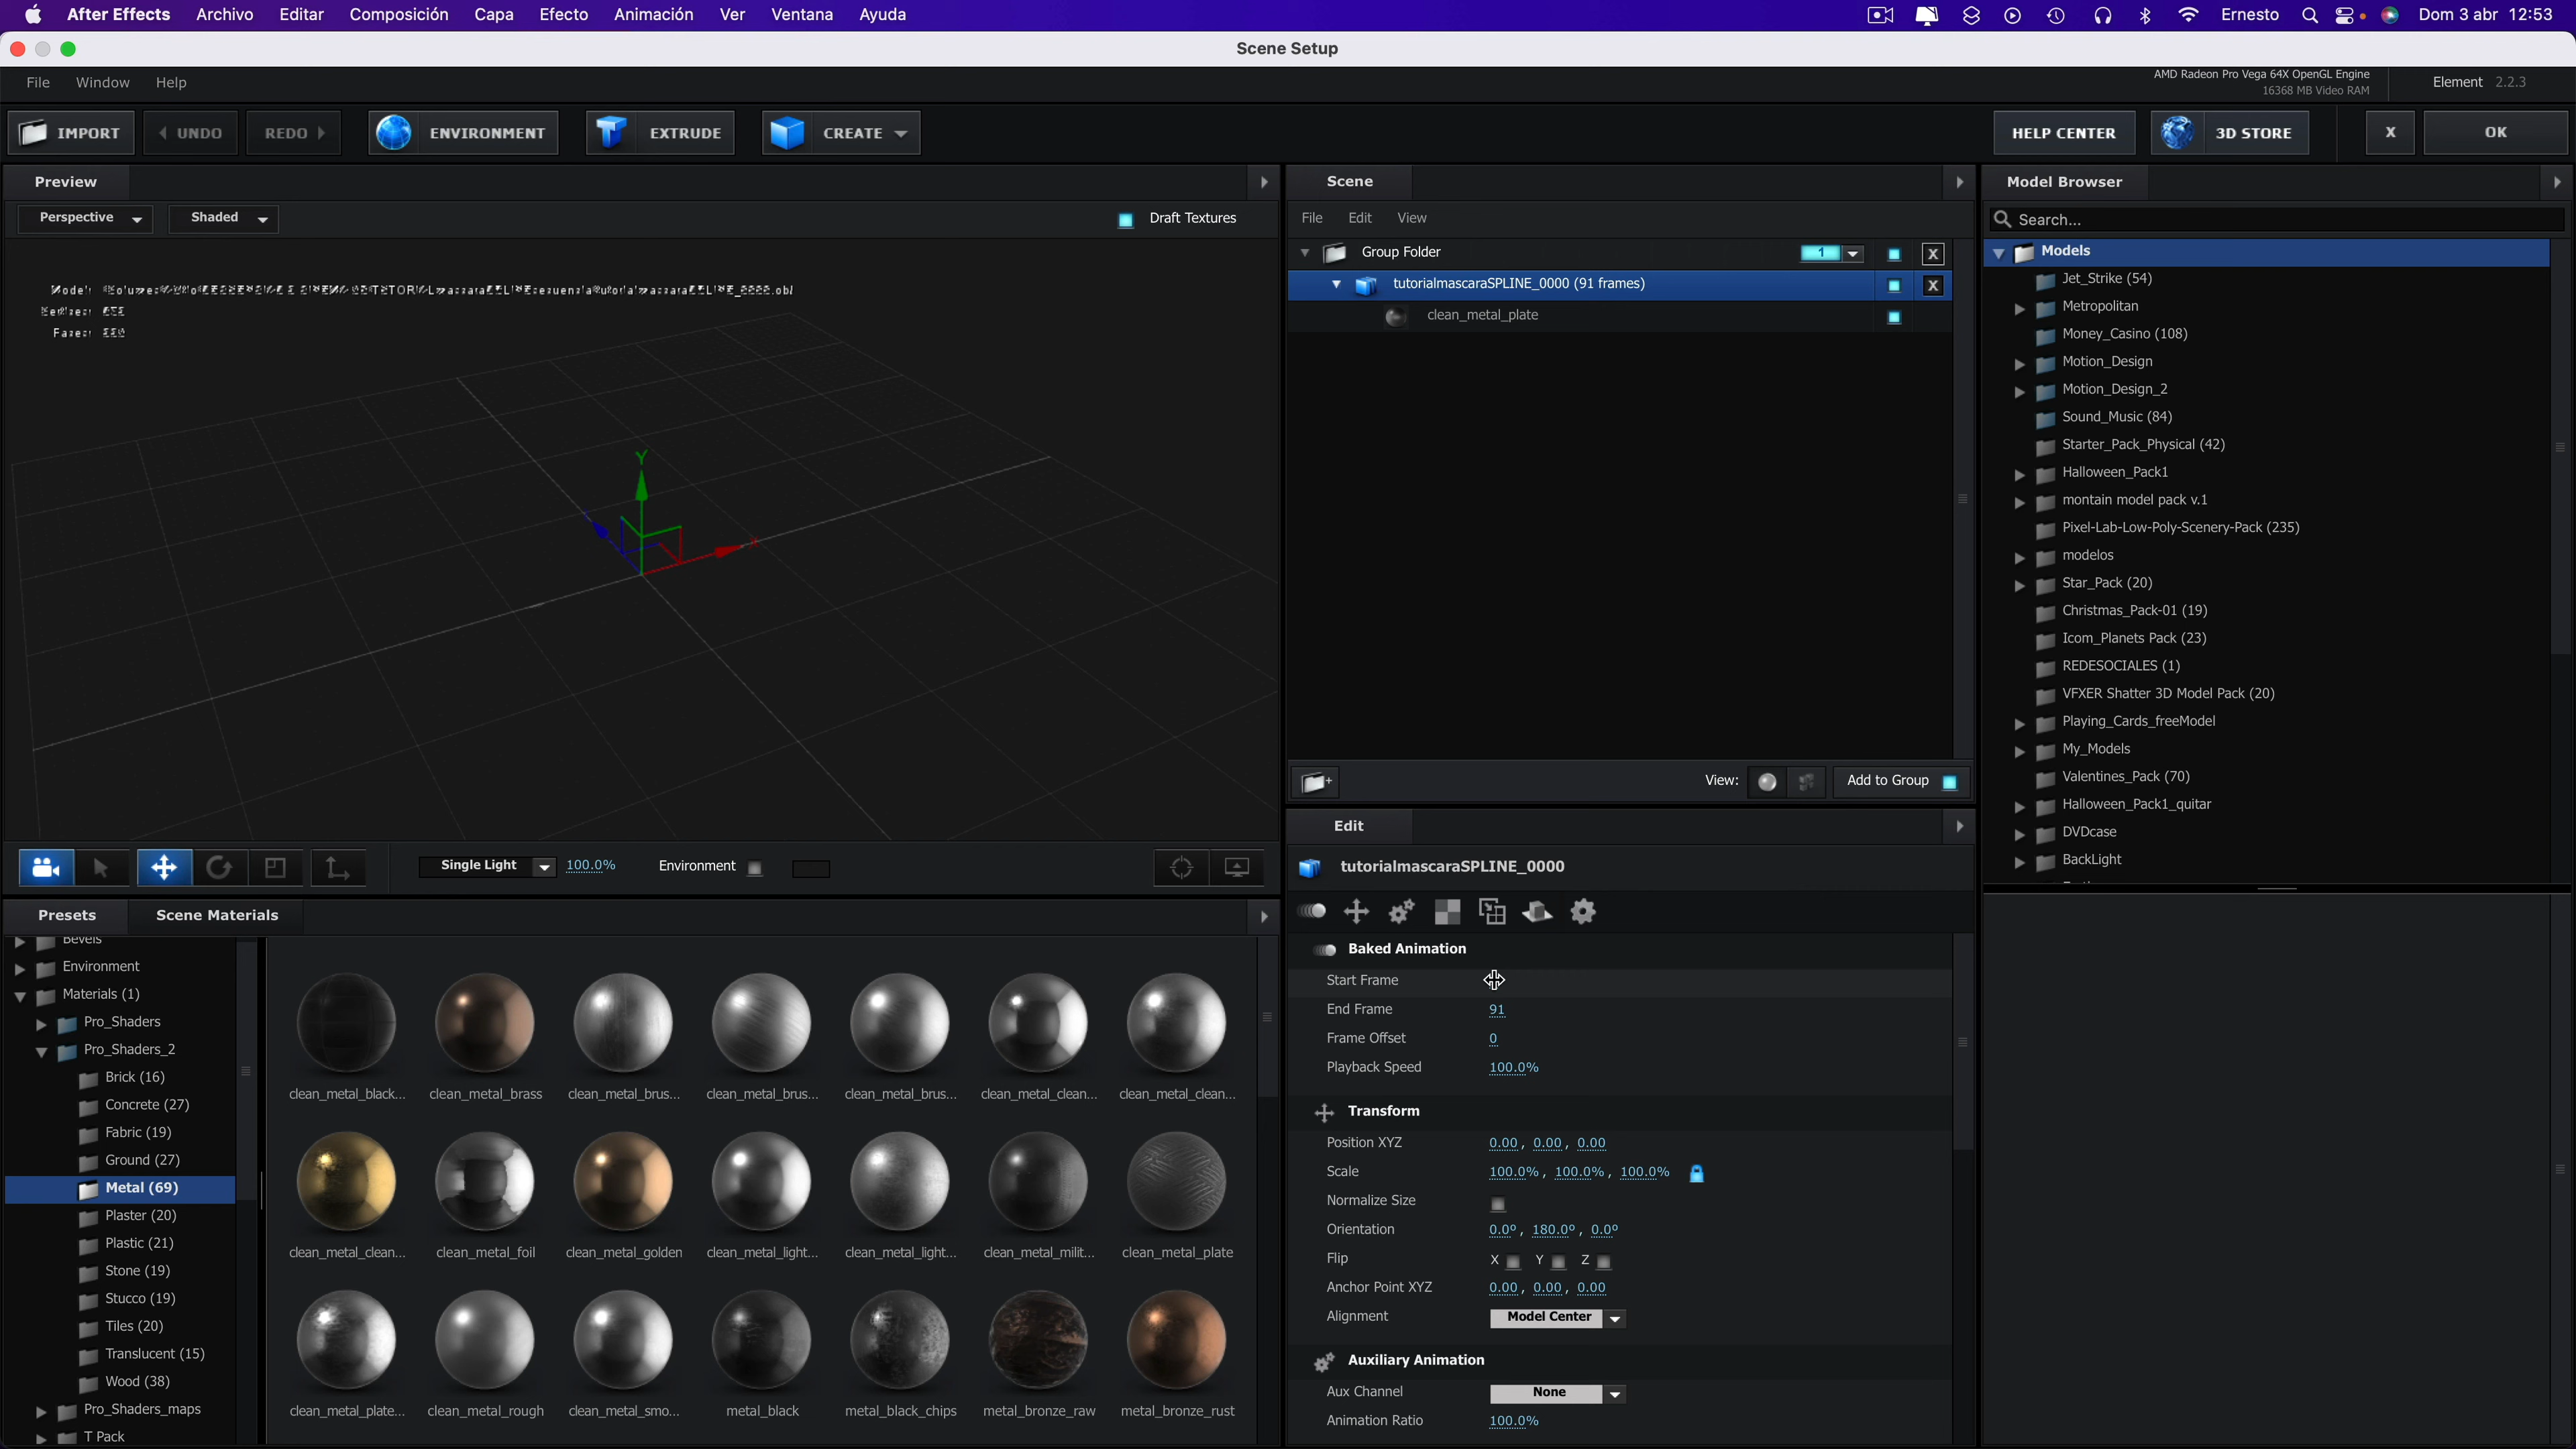 After Effects Archivo Editar Composición Capa Efecto Animación Ver Ventana Ayuda Ernesto Dom 3 abr 12:53
Scene Setup
File Window Help
AMD Radeon Pro Vega 64X OpenGL Engine
16368 MB Video RAM
Element 2.2.3
IMPORT UNDO REDO ENVIRONMENT EXTRUDE CREATE HELP CENTER 3D STORE X OK
Preview
Perspective Shaded Draft Textures
Y
Single Light 100.0% Environment
Scene
File Edit View
Group Folder 1 X
tutorialmascaraSPLINE_0000 (91 frames) X
clean_metal_plate
View: Add to Group
Edit
tutorialmascaraSPLINE_0000
Baked Animation
Start Frame
End Frame 91
Frame Offset 0
Playback Speed 100.0%
Transform
Position XYZ 0.00, 0.00, 0.00
Scale 100.0%, 100.0%, 100.0%
Normalize Size
Orientation 0.0º, 180.0º, 0.0º
Flip X Y Z
Anchor Point XYZ 0.00, 0.00, 0.00
Alignment Model Center
Auxiliary Animation
Aux Channel None
Animation Ratio 100.0%
Model Browser
Search...
Models
Jet_Strike (54)
Metropolitan
Money_Casino (108)
Motion_Design
Motion_Design_2
Sound_Music (84)
Starter_Pack_Physical (42)
Halloween_Pack1
montain model pack v.1
Pixel-Lab-Low-Poly-Scenery-Pack (235)
modelos
Star_Pack (20)
Christmas_Pack-01 (19)
Icom_Planets Pack (23)
REDESOCIALES (1)
VFXER Shatter 3D Model Pack (20)
Playing_Cards_freeModel
My_Models
Valentines_Pack (70)
Halloween_Pack1_quitar
DVDcase
BackLight
Presets Scene Materials
Bevels
Environment
Materials (1)
Pro_Shaders
Pro_Shaders_2
Brick (16)
Concrete (27)
Fabric (19)
Ground (27)
Metal (69)
Plaster (20)
Plastic (21)
Stone (19)
Stucco (19)
Tiles (20)
Translucent (15)
Wood (38)
Pro_Shaders_maps
T Pack
clean_metal_black... clean_metal_brass clean_metal_brus... clean_metal_brus... clean_metal_brus... clean_metal_clean... clean_metal_clean...
clean_metal_clean... clean_metal_foil clean_metal_golden clean_metal_light... clean_metal_light... clean_metal_milit... clean_metal_plate
clean_metal_plate... clean_metal_rough clean_metal_smo... metal_black metal_black_chips metal_bronze_raw metal_bronze_rust